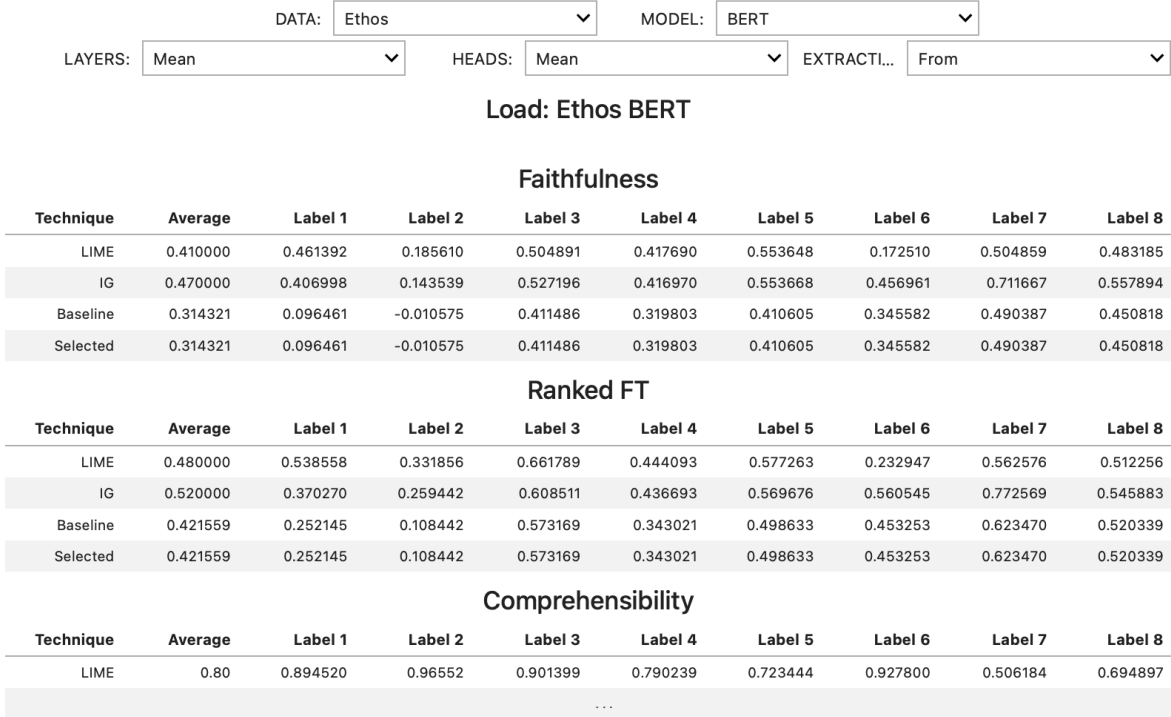 DATA: Ethos MODEL: BERT
LAYERS: Mean HEADS: Mean EXTRACTI... From
Load: Ethos BERT
Faithfulness
Technique Average Label 1 Label 2 Label 3 Label 4 Label 5 Label 6 Label 7 Label 8
LIME 0.410000 0.461392 0.185610 0.504891 0.417690 0.553648 0.172510 0.504859 0.483185
IG 0.470000 0.406998 0.143539 0.527196 0.416970 0.553668 0.456961 0.711667 0.557894
Baseline 0.314321 0.096461 -0.010575 0.411486 0.319803 0.410605 0.345582 0.490387 0.450818
Selected 0.314321 0.096461 -0.010575 0.411486 0.319803 0.410605 0.345582 0.490387 0.450818
Ranked FT
Technique Average Label 1 Label 2 Label 3 Label 4 Label 5 Label 6 Label 7 Label 8
LIME 0.480000 0.538558 0.331856 0.661789 0.444093 0.577263 0.232947 0.562576 0.512256
IG 0.520000 0.370270 0.259442 0.608511 0.436693 0.569676 0.560545 0.772569 0.545883
Baseline 0.421559 0.252145 0.108442 0.573169 0.343021 0.498633 0.453253 0.623470 0.520339
Selected 0.421559 0.252145 0.108442 0.573169 0.343021 0.498633 0.453253 0.623470 0.520339
Comprehensibility
Technique Average Label 1 Label 2 Label 3 Label 4 Label 5 Label 6 Label 7 Label 8
LIME 0.80 0.894520 0.96552 0.901399 0.790239 0.723444 0.927800 0.506184 0.694897
...